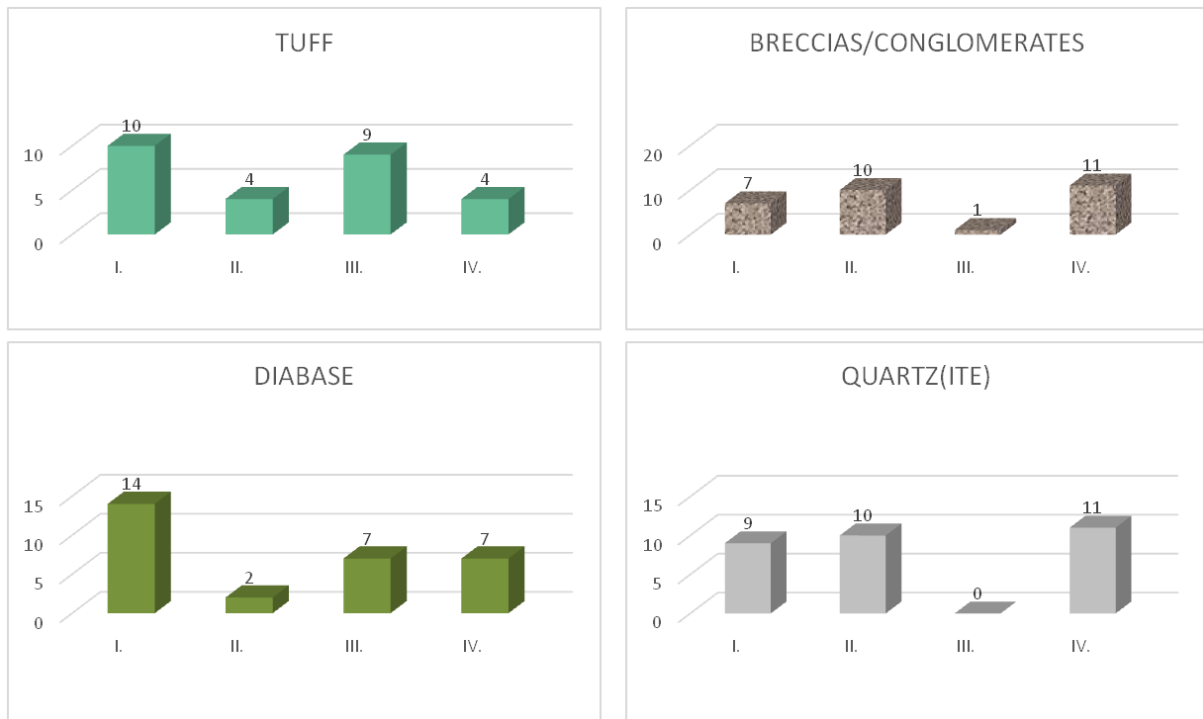 TUFF
10
4
9
4
10
5
0
I.
II.
III.
IV.
BRECCIAS/CONGLOMERATES
7
10
1
11
20
10
0
I.
II.
III.
IV.
DIABASE
14
2
7
7
15
10
5
0
I.
II.
III.
IV.
QUARTZ(ITE)
9
10
0
11
15
10
5
0
I.
II.
III.
IV.